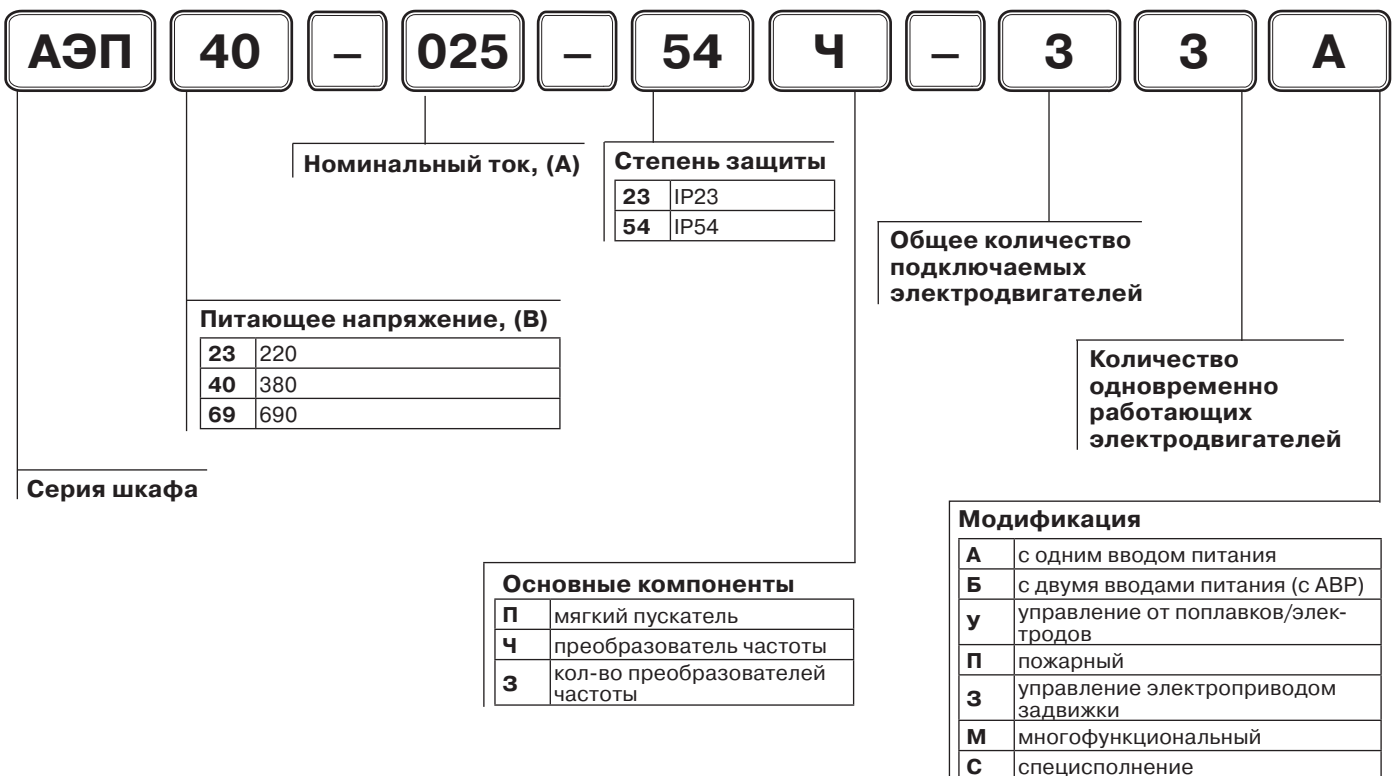 АЭП 40 – 025 – 54 Ч – 3 3 А
Номинальный ток, (А)
Степень защиты
23 IP23
54 IP54
Общее количество
подключаемых
электродвигателей
Питающее напряжение, (В)
23 220
40 380
69 690
Количество
одновременно
работающих
электродвигателей
Серия шкафа
Основные компоненты
П мягкий пускатель
Ч преобразователь частоты
3 кол-во преобразователей
частоты
Модификация
А с одним вводом питания
Б с двумя вводами питания (с АВР)
У управление от поплавков/элек-
тродов
П пожарный
З управление электроприводом
задвижки
М многофункциональный
С специсполнение